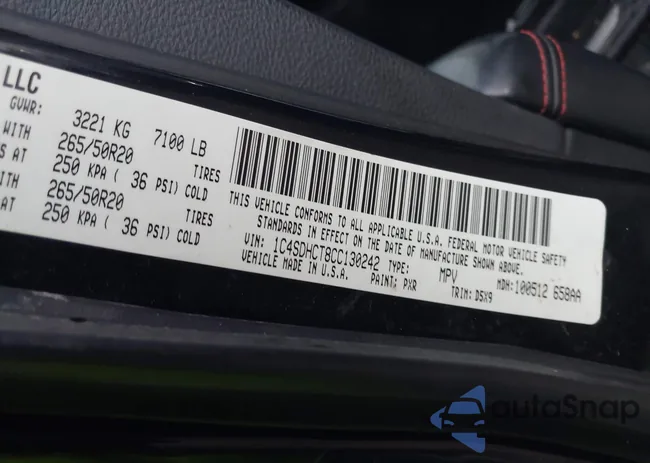 LLC
GVWR: 3221 KG 7100 LB
WITH 265/50R20 TIRES
S AT 250 KPA ( 36 PSI) COLD
WITH 265/50R20 TIRES
AT 250 KPA ( 36 PSI) COLD
THIS VEHICLE CONFORMS TO ALL APPLICABLE U.S.A. FEDERAL MOTOR VEHICLE SAFETY
STANDARDS IN EFFECT ON THE DATE OF MANUFACTURE SHOWN ABOVE.
VIN: 1C4SDHCT8CC130242 TYPE: MPV MDH:100512 658AA
VEHICLE MADE IN U.S.A. PAINT: PXR TRIM: D5X9
autaSnap